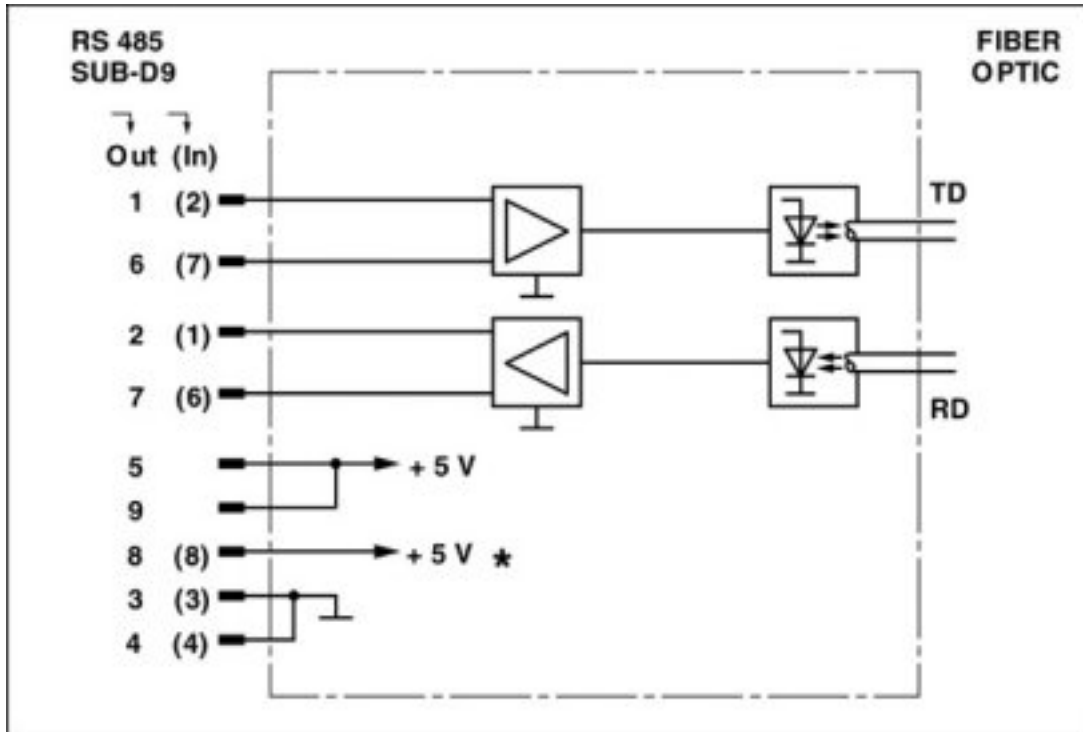 RS 485
SUB-D9
FIBER
OPTIC
Out (In)
1 (2)
TD
6 (7)
2 (1)
7 (6)
RD
5
+ 5 V
9
8 (8)
+ 5 V *
3 (3)
4 (4)